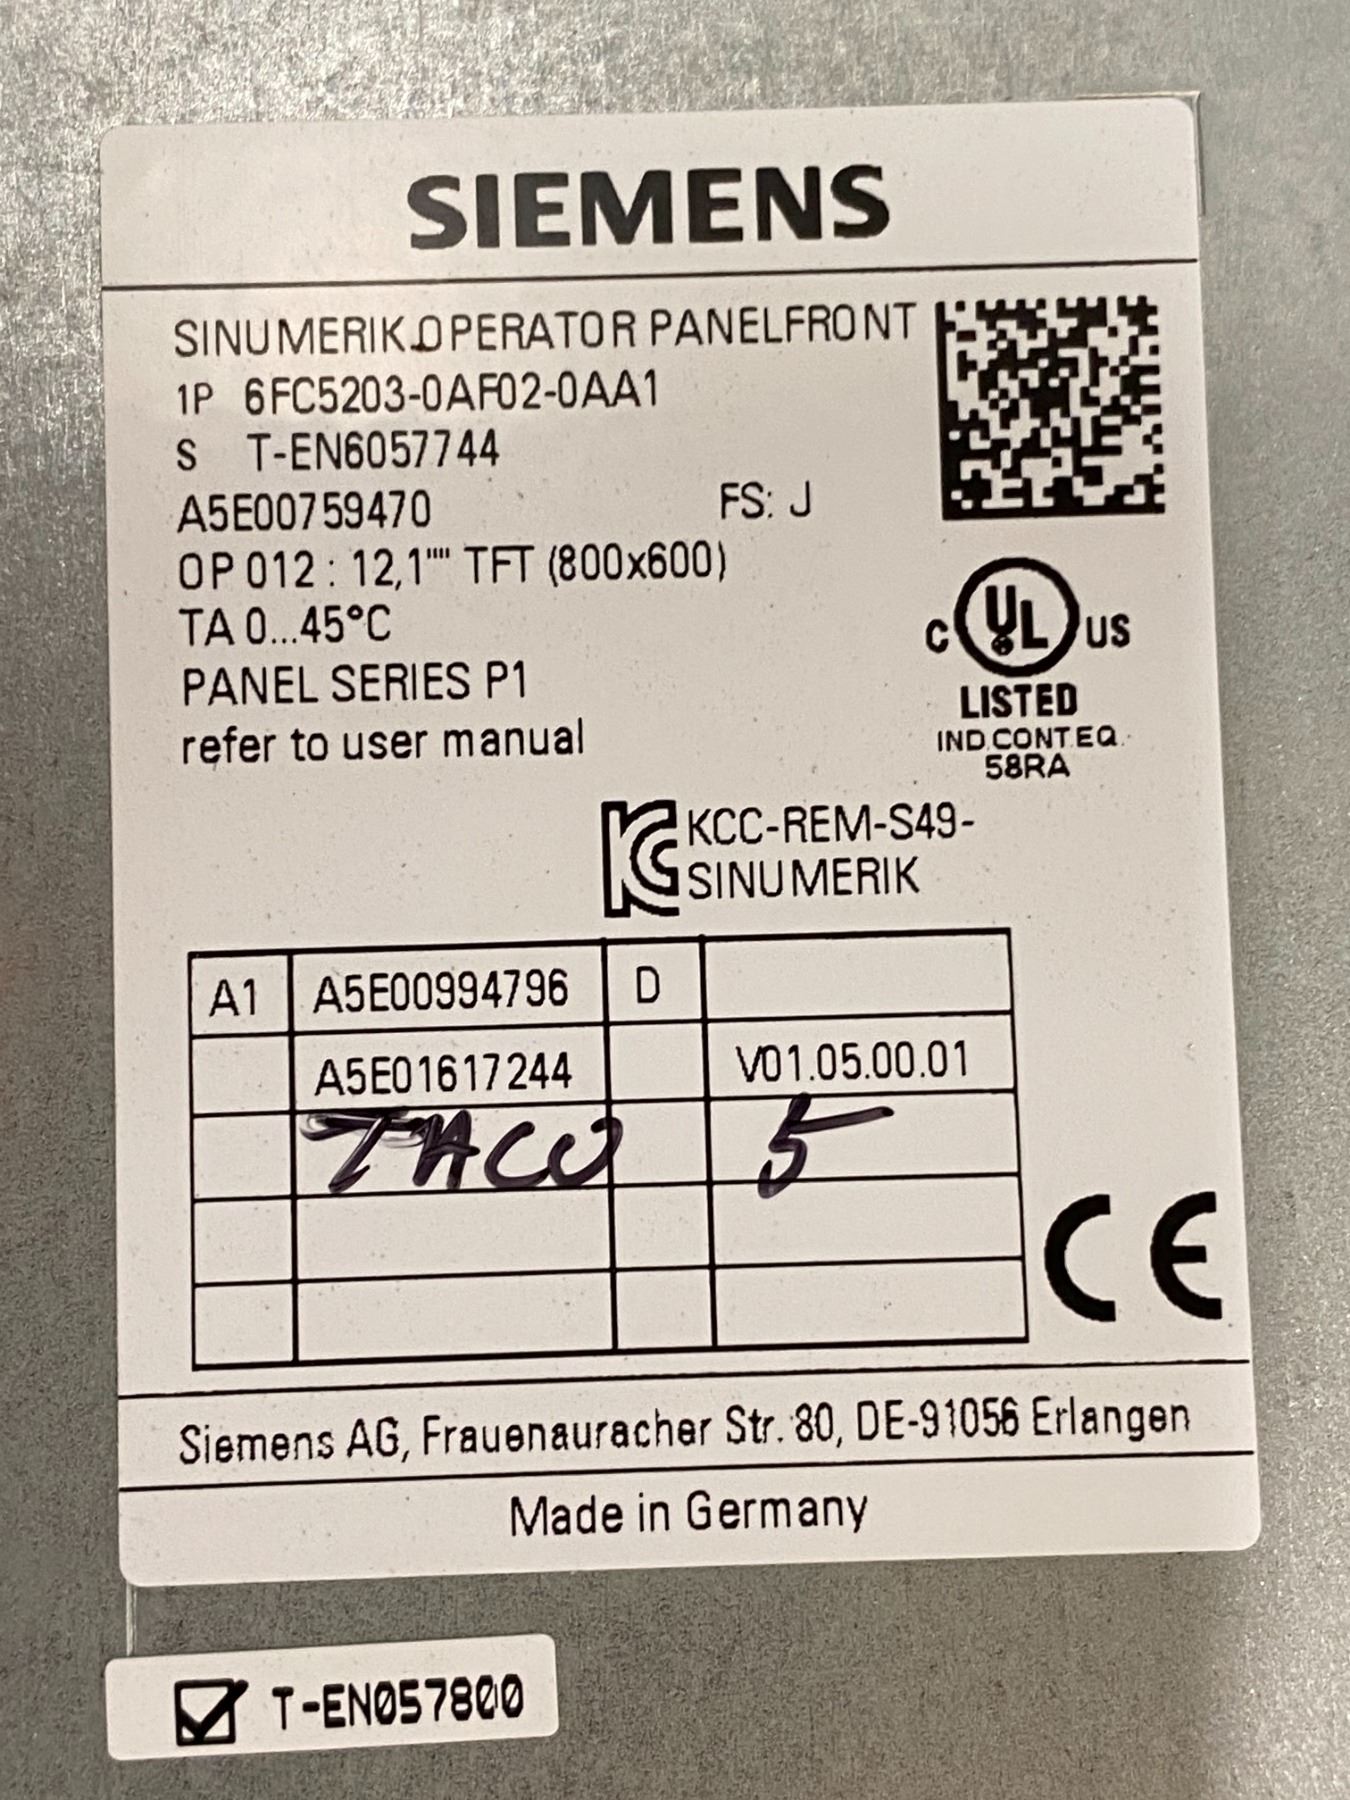 SIEMENS
SINUMERIK OPERATOR PANELFRONT
1P 6FC5203-0AF02-0AA1
S T-EN6057744
A5E00759470 FS: J
OP 012 : 12,1"" TFT (800x600)
TA 0...45°C
PANEL SERIES P1
refer to user manual
C UL US
LISTED
IND.CONT.EQ.
58RA
KCC-REM-S49-
SINUMERIK
A1 A5E00994796 D
A5E01617244 V01.05.00.01
TACO 5
CE
Siemens AG, Frauenauracher Str. 80, DE-91056 Erlangen
Made in Germany
T-EN057800